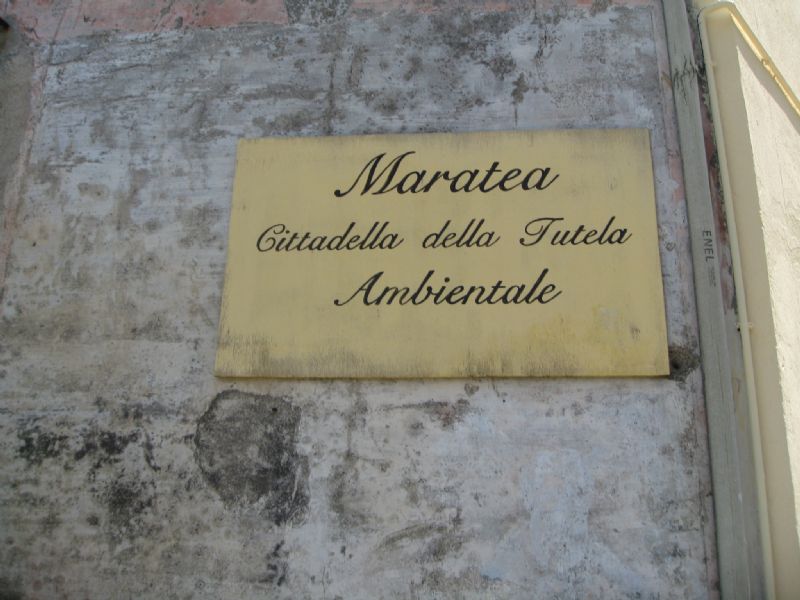 Maratea
Cittadella della Tutela
Ambientale
ENEL